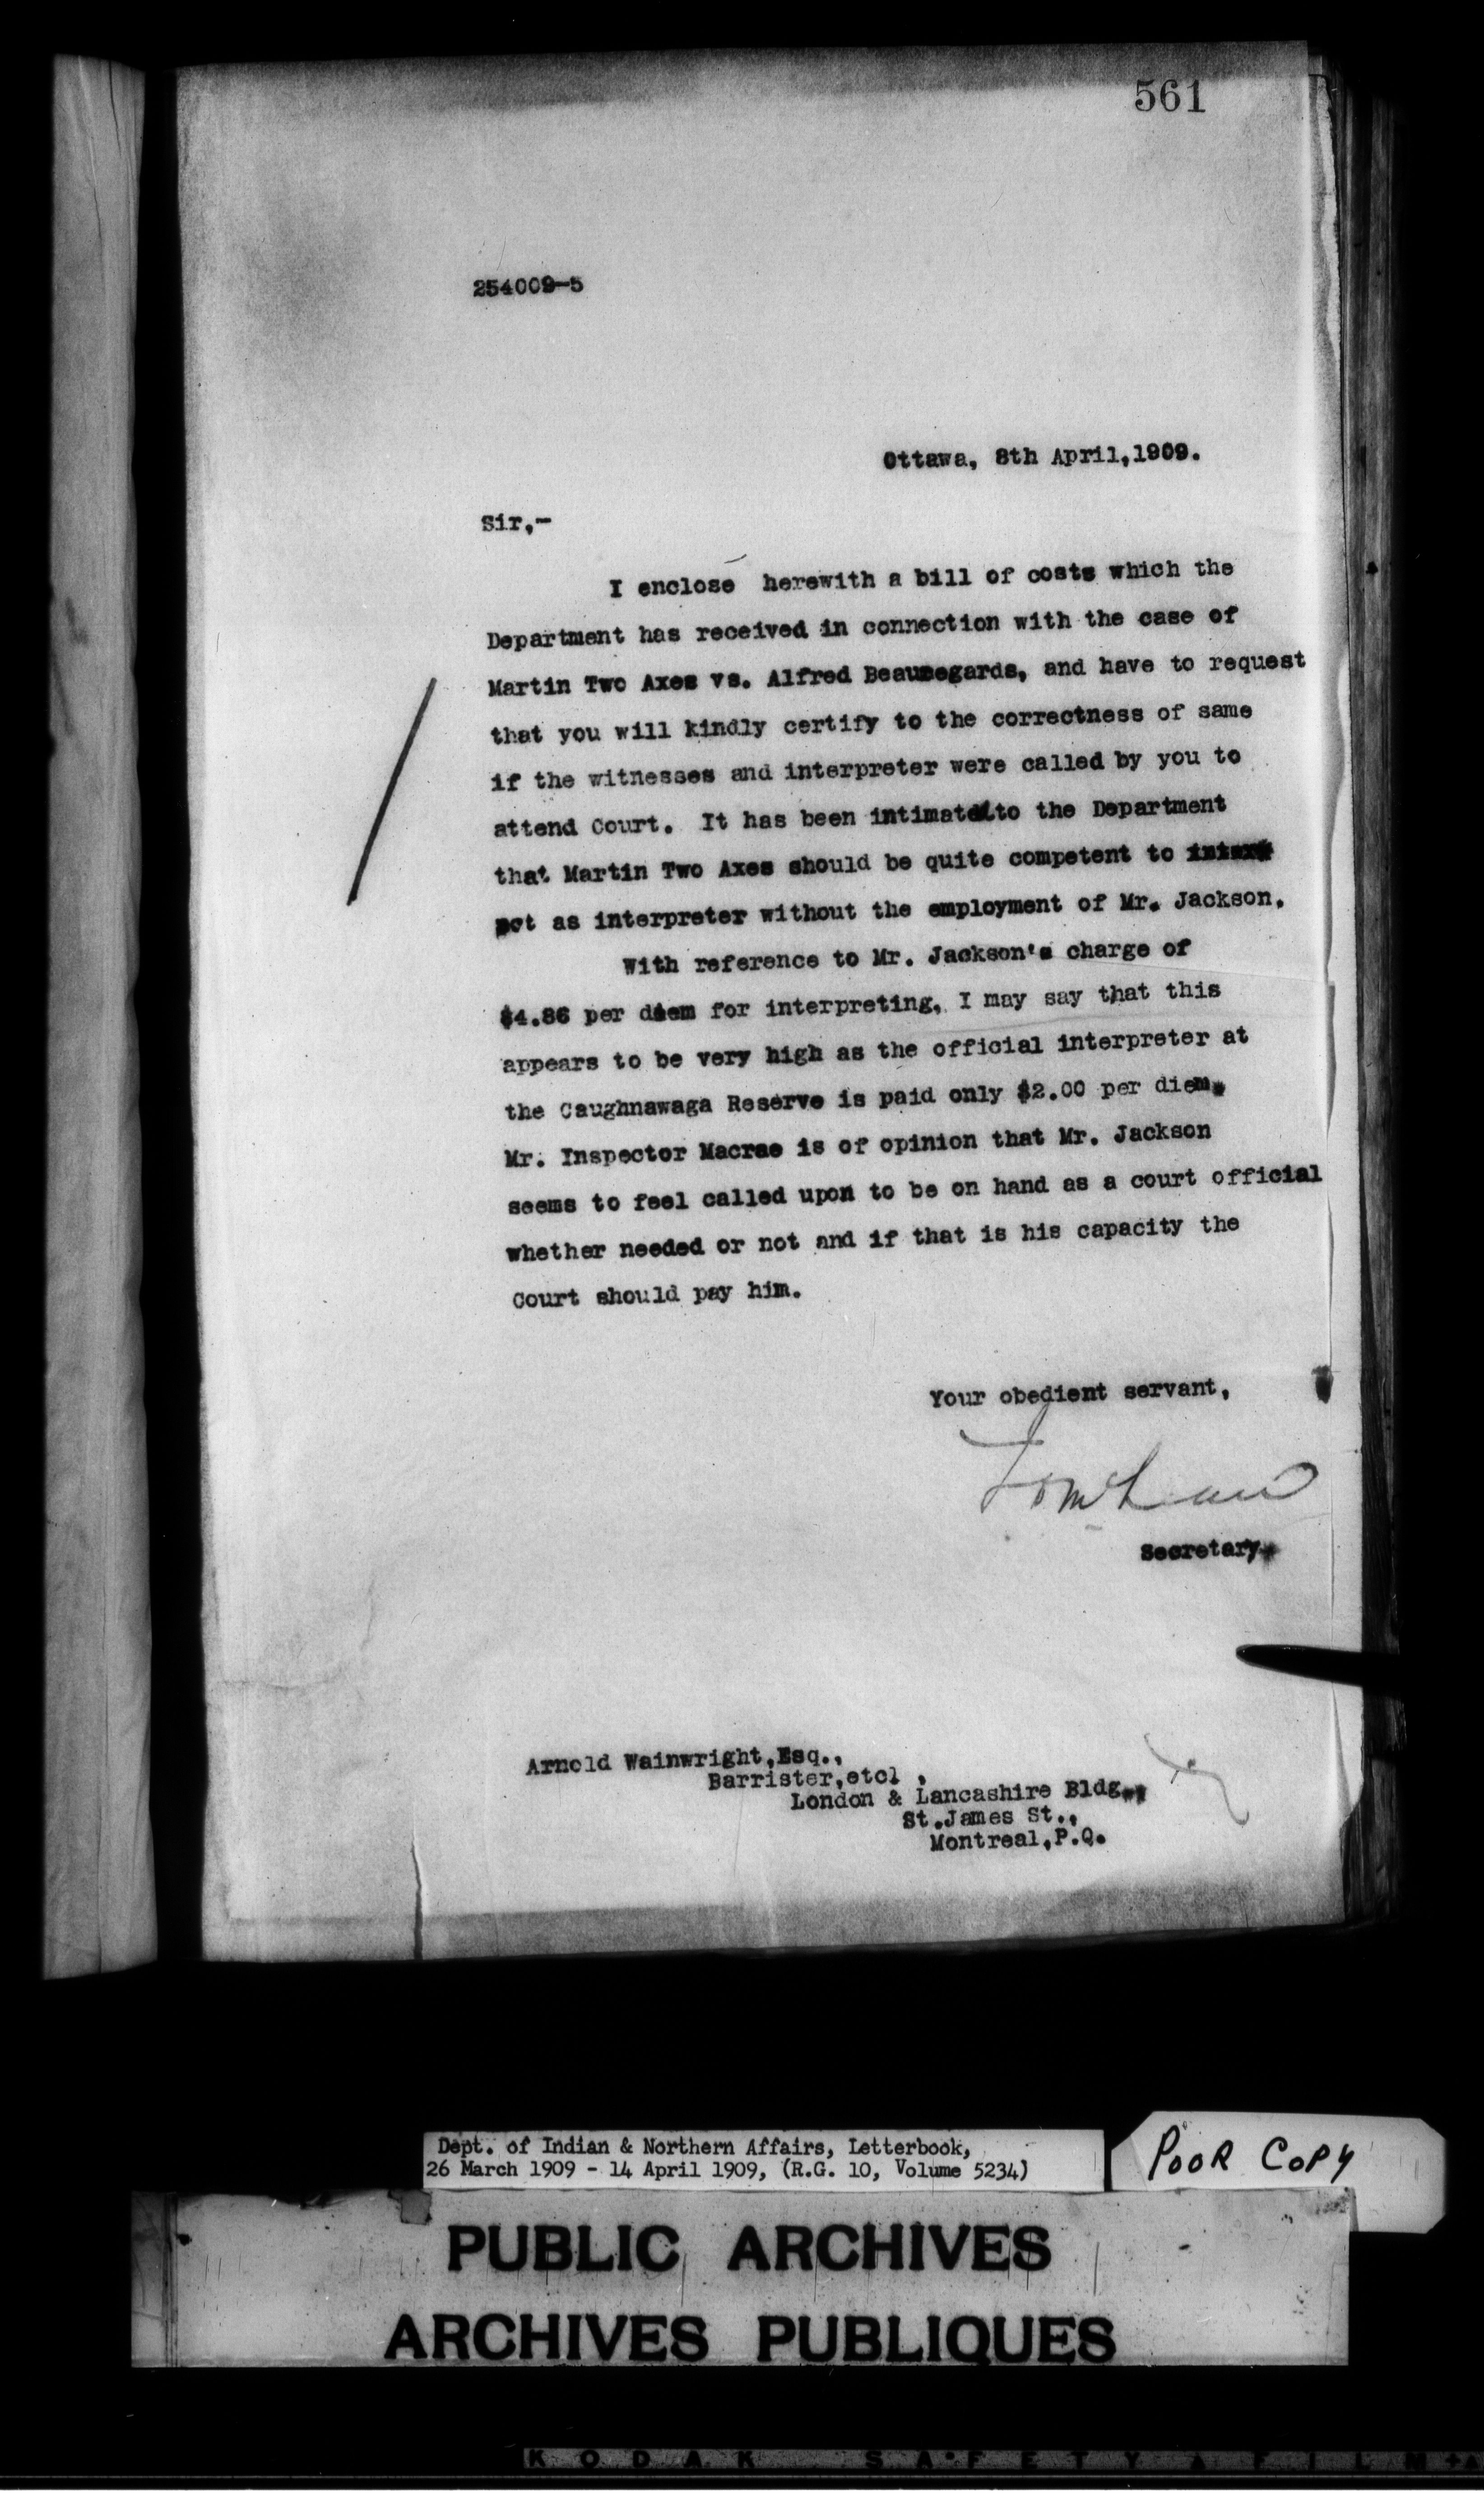 561
254009-5
Ottawa, 8th April,1909.
Sir,-
I enclose herewith a bill of costs which the
Department has received in connection with the case of
Martin Two Axes vs. Alfred Beauregards, and have to request
that you will kindly certify to the correctness of same
if the witnesses and interpreter were called by you to
attend Court. It has been intimated to the Department
that Martin Two Axes should be quite competent to
act as interpreter without the employment of Mr. Jackson.
With reference to Mr. Jackson's charge of
$4.86 per diem for interpreting, I may say that this
appears to be very high as the official interpreter at
the Caughnawaga Reserve is paid only $2.00 per diem.
Mr. Inspector Macrae is of opinion that Mr. Jackson
seems to feel called upon to be on hand as a court official
whether needed or not and if that is his capacity the
Court should pay him.
Your obedient servant,
Secretary.
Arnold Wainwright,Esq.,
Barrister,etc1 ,
London & Lancashire Bldg.,
St.James St.,
Montreal,P.Q.
Dept. of Indian & Northern Affairs, Letterbook,
26 March 1909 - 14 April 1909, (R.G. 10, Volume 5234)
POOR COPY
PUBLIC ARCHIVES
ARCHIVES PUBLIQUES
KODAK SAFETY FILM